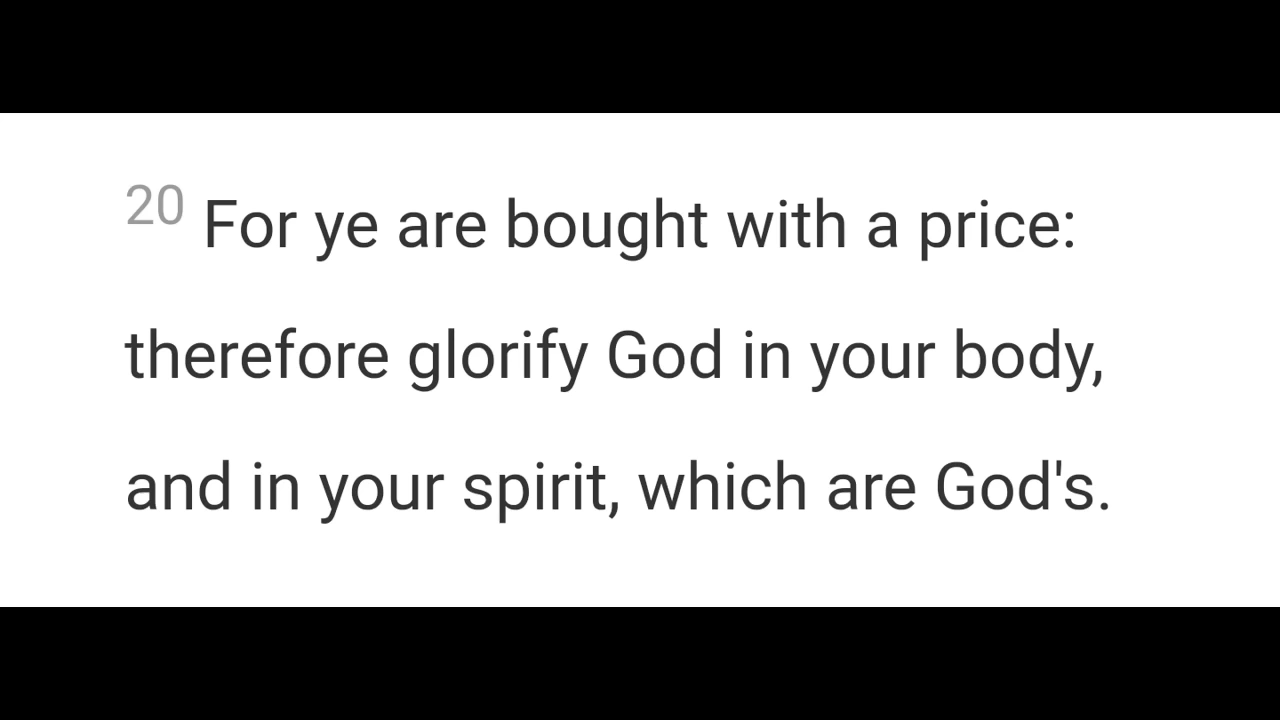 20 For ye are bought with a price:
therefore glorify God in your body,
and in your spirit, which are God's.